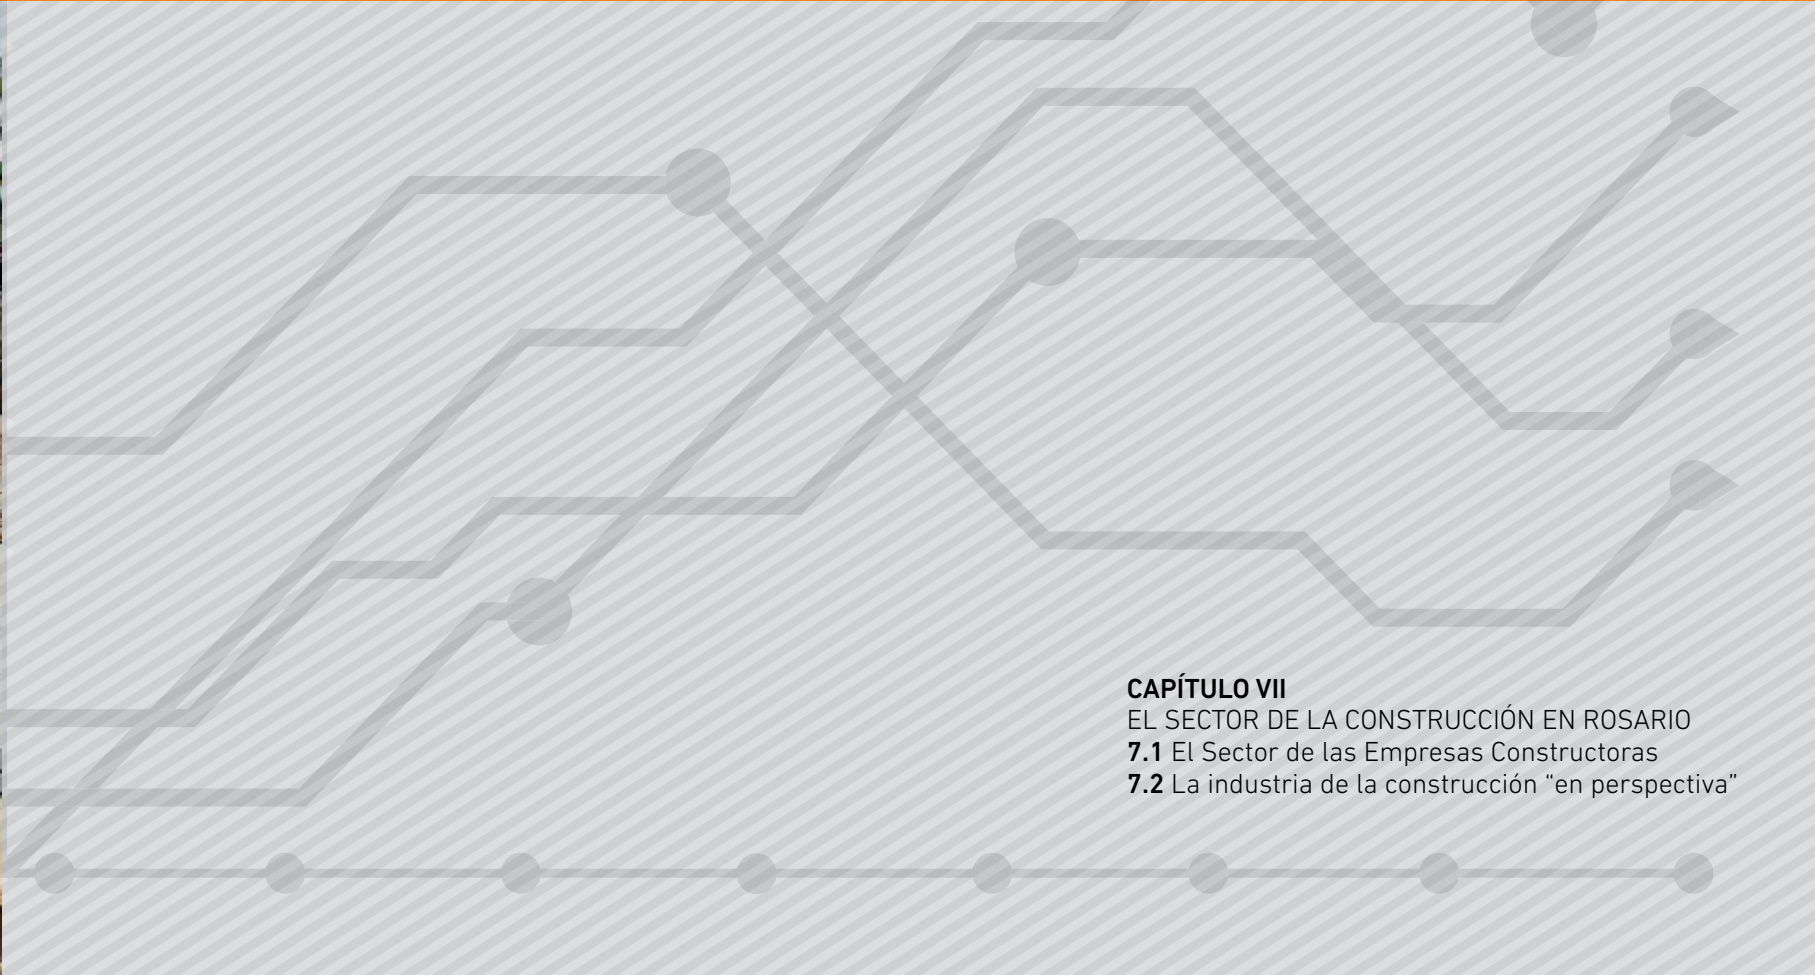 CAPÍTULO VII
EL SECTOR DE LA CONSTRUCCIÓN EN ROSARIO
7.1 El Sector de las Empresas Constructoras
7.2 La industria de la construcción “en perspectiva”